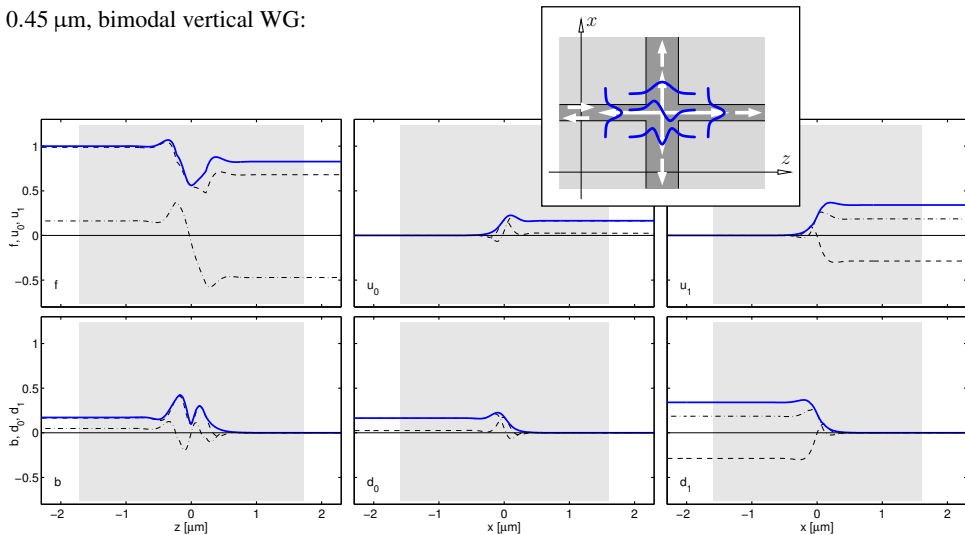 0.45 μm, bimodal vertical WG:
x
z
f, u0, u1
1
0.5
0
−0.5
f
u0
u1
b, d0, d1
1
0.5
0
−0.5
b
d0
d1
−2 −1 0 1 2
−2 −1 0 1 2
−2 −1 0 1 2
z [μm]
x [μm]
x [μm]